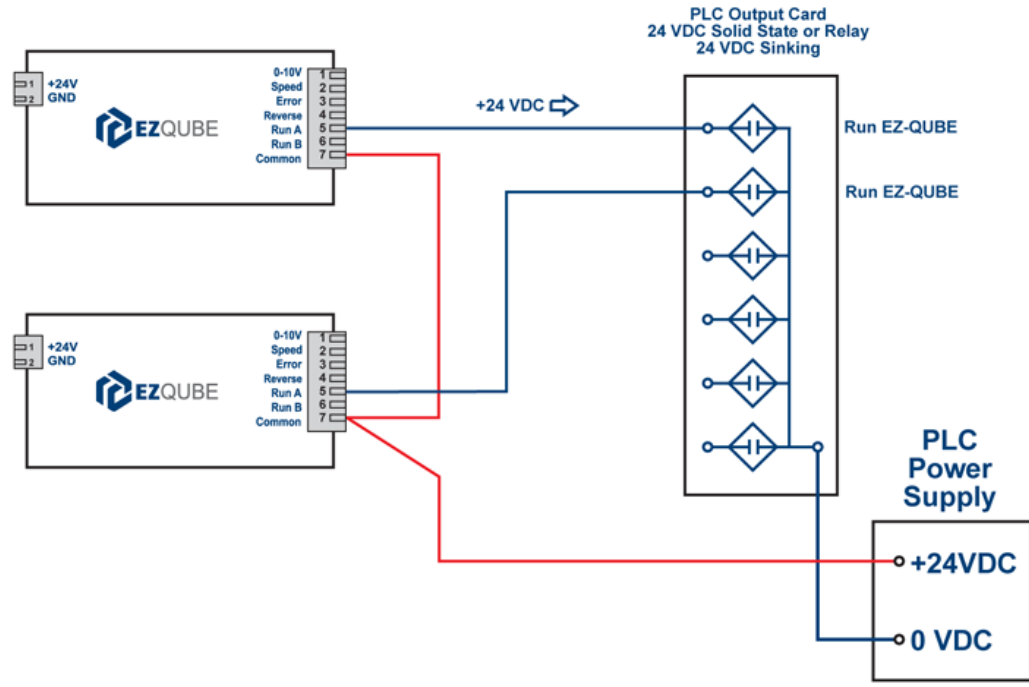 PLC Output Card
24 VDC Solid State or Relay
24 VDC Sinking
1 +24V
2 GND
EZQUBE
0-10V 1
Speed 2
Error 3
Reverse 4
Run A 5
Run B 6
Common 7
+24 VDC
Run EZ-QUBE
Run EZ-QUBE
1 +24V
2 GND
EZQUBE
0-10V 1
Speed 2
Error 3
Reverse 4
Run A 5
Run B 6
Common 7
PLC
Power
Supply
+24VDC
0 VDC